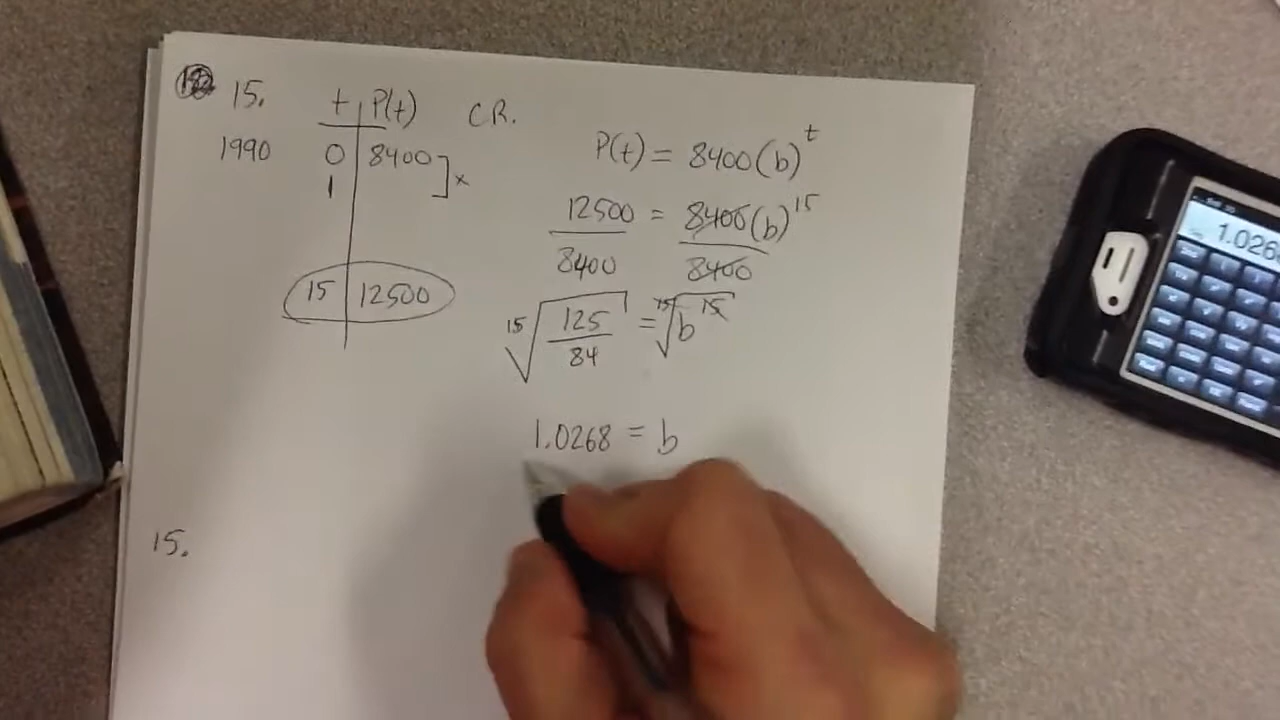 15.
t P(t) C.R.
1990 0 8400 ] x
1
15 12500
P(t) = 8400(b)^t
12500 = 8400(b)^15
8400 8400
15√125/84 = 15√b^15
1.0268 = b
15.
1.026